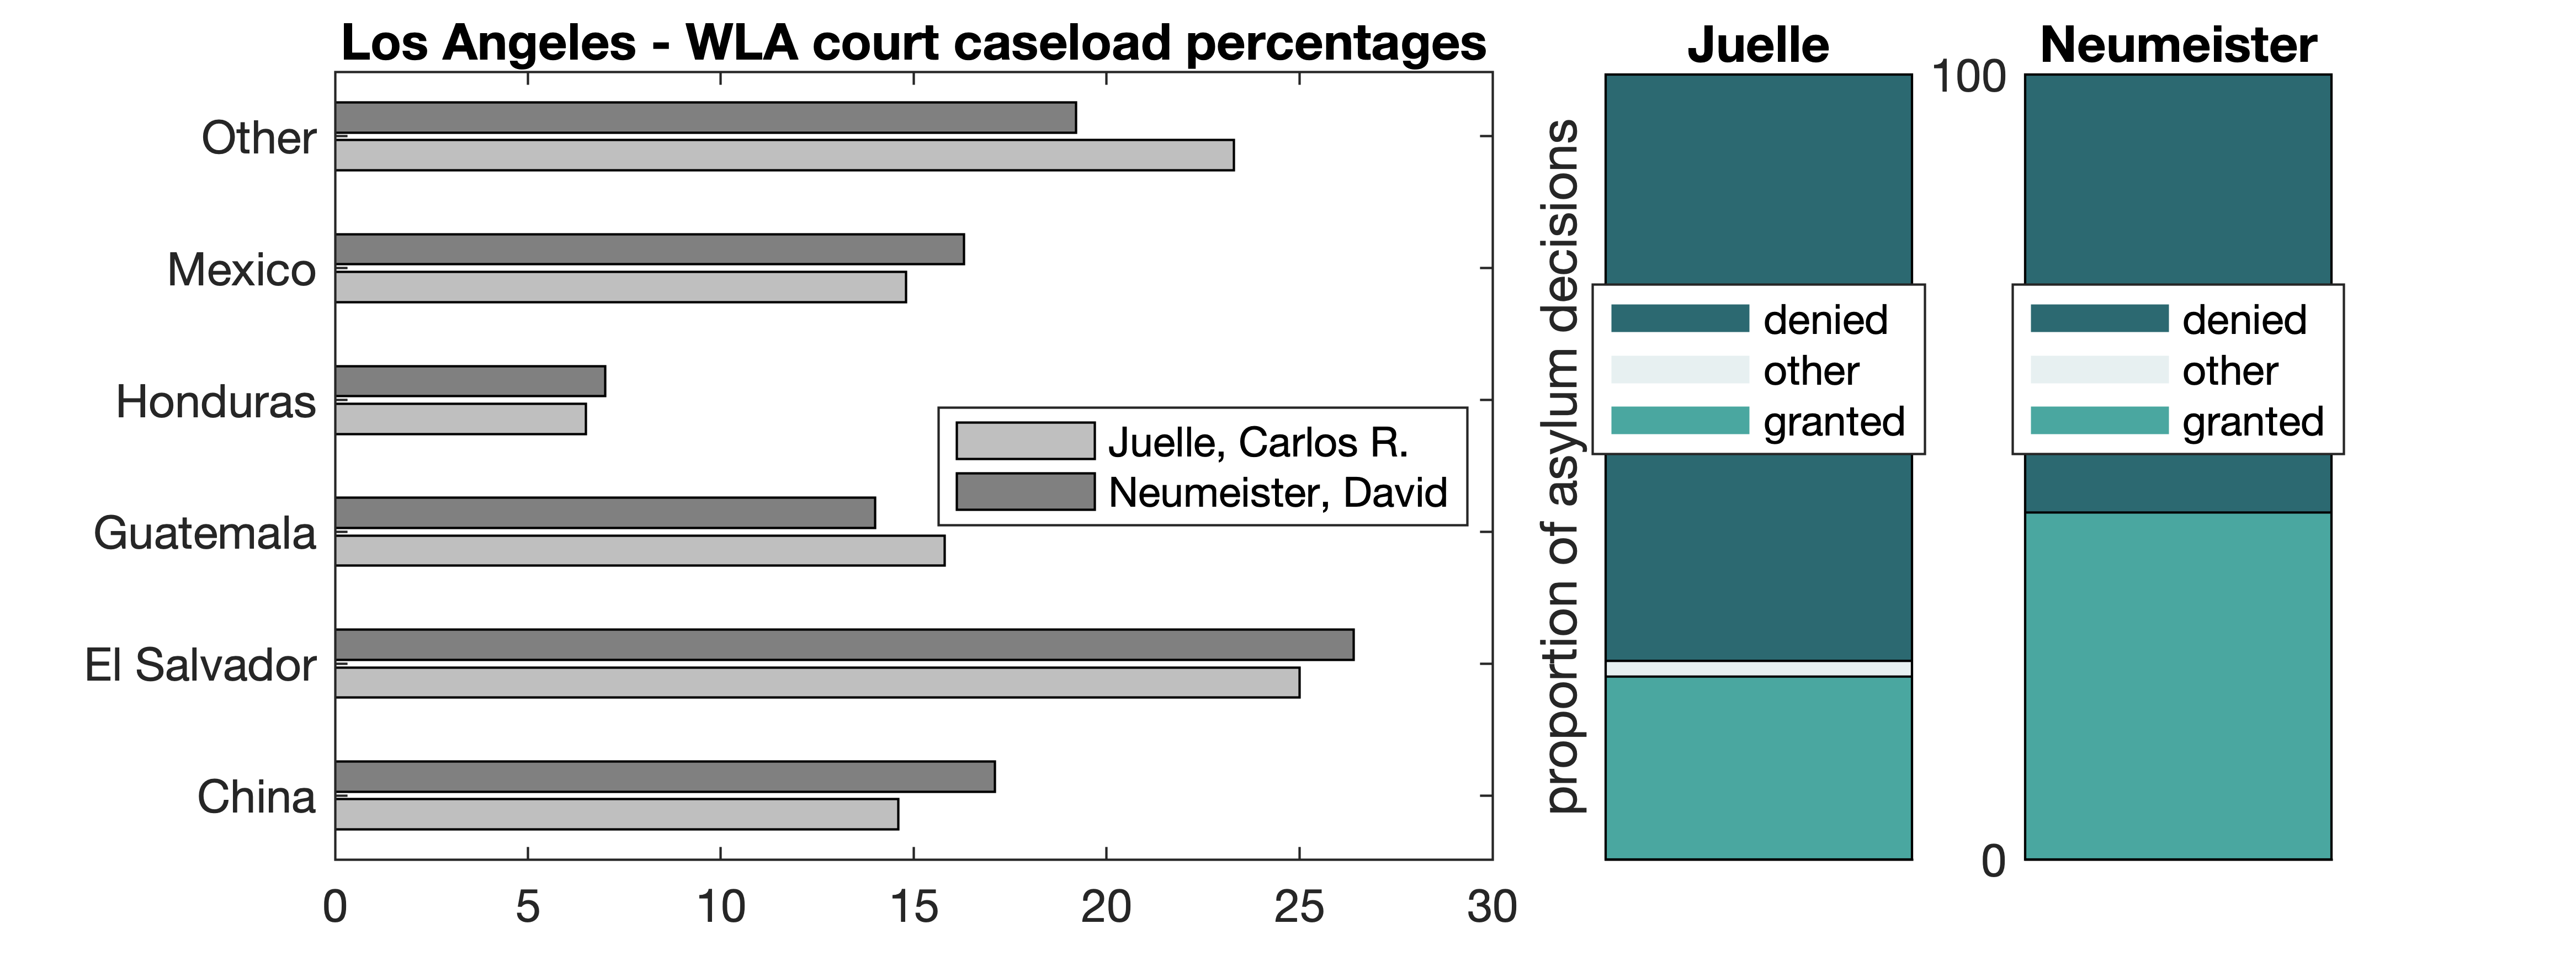 Los Angeles - WLA court caseload percentages
Other
Mexico
Honduras
Guatemala
El Salvador
China
0 5 10 15 20 25 30
Juelle, Carlos R.
Neumeister, David
proportion of asylum decisions
Juelle
denied
other
granted
100
0
Neumeister
denied
other
granted